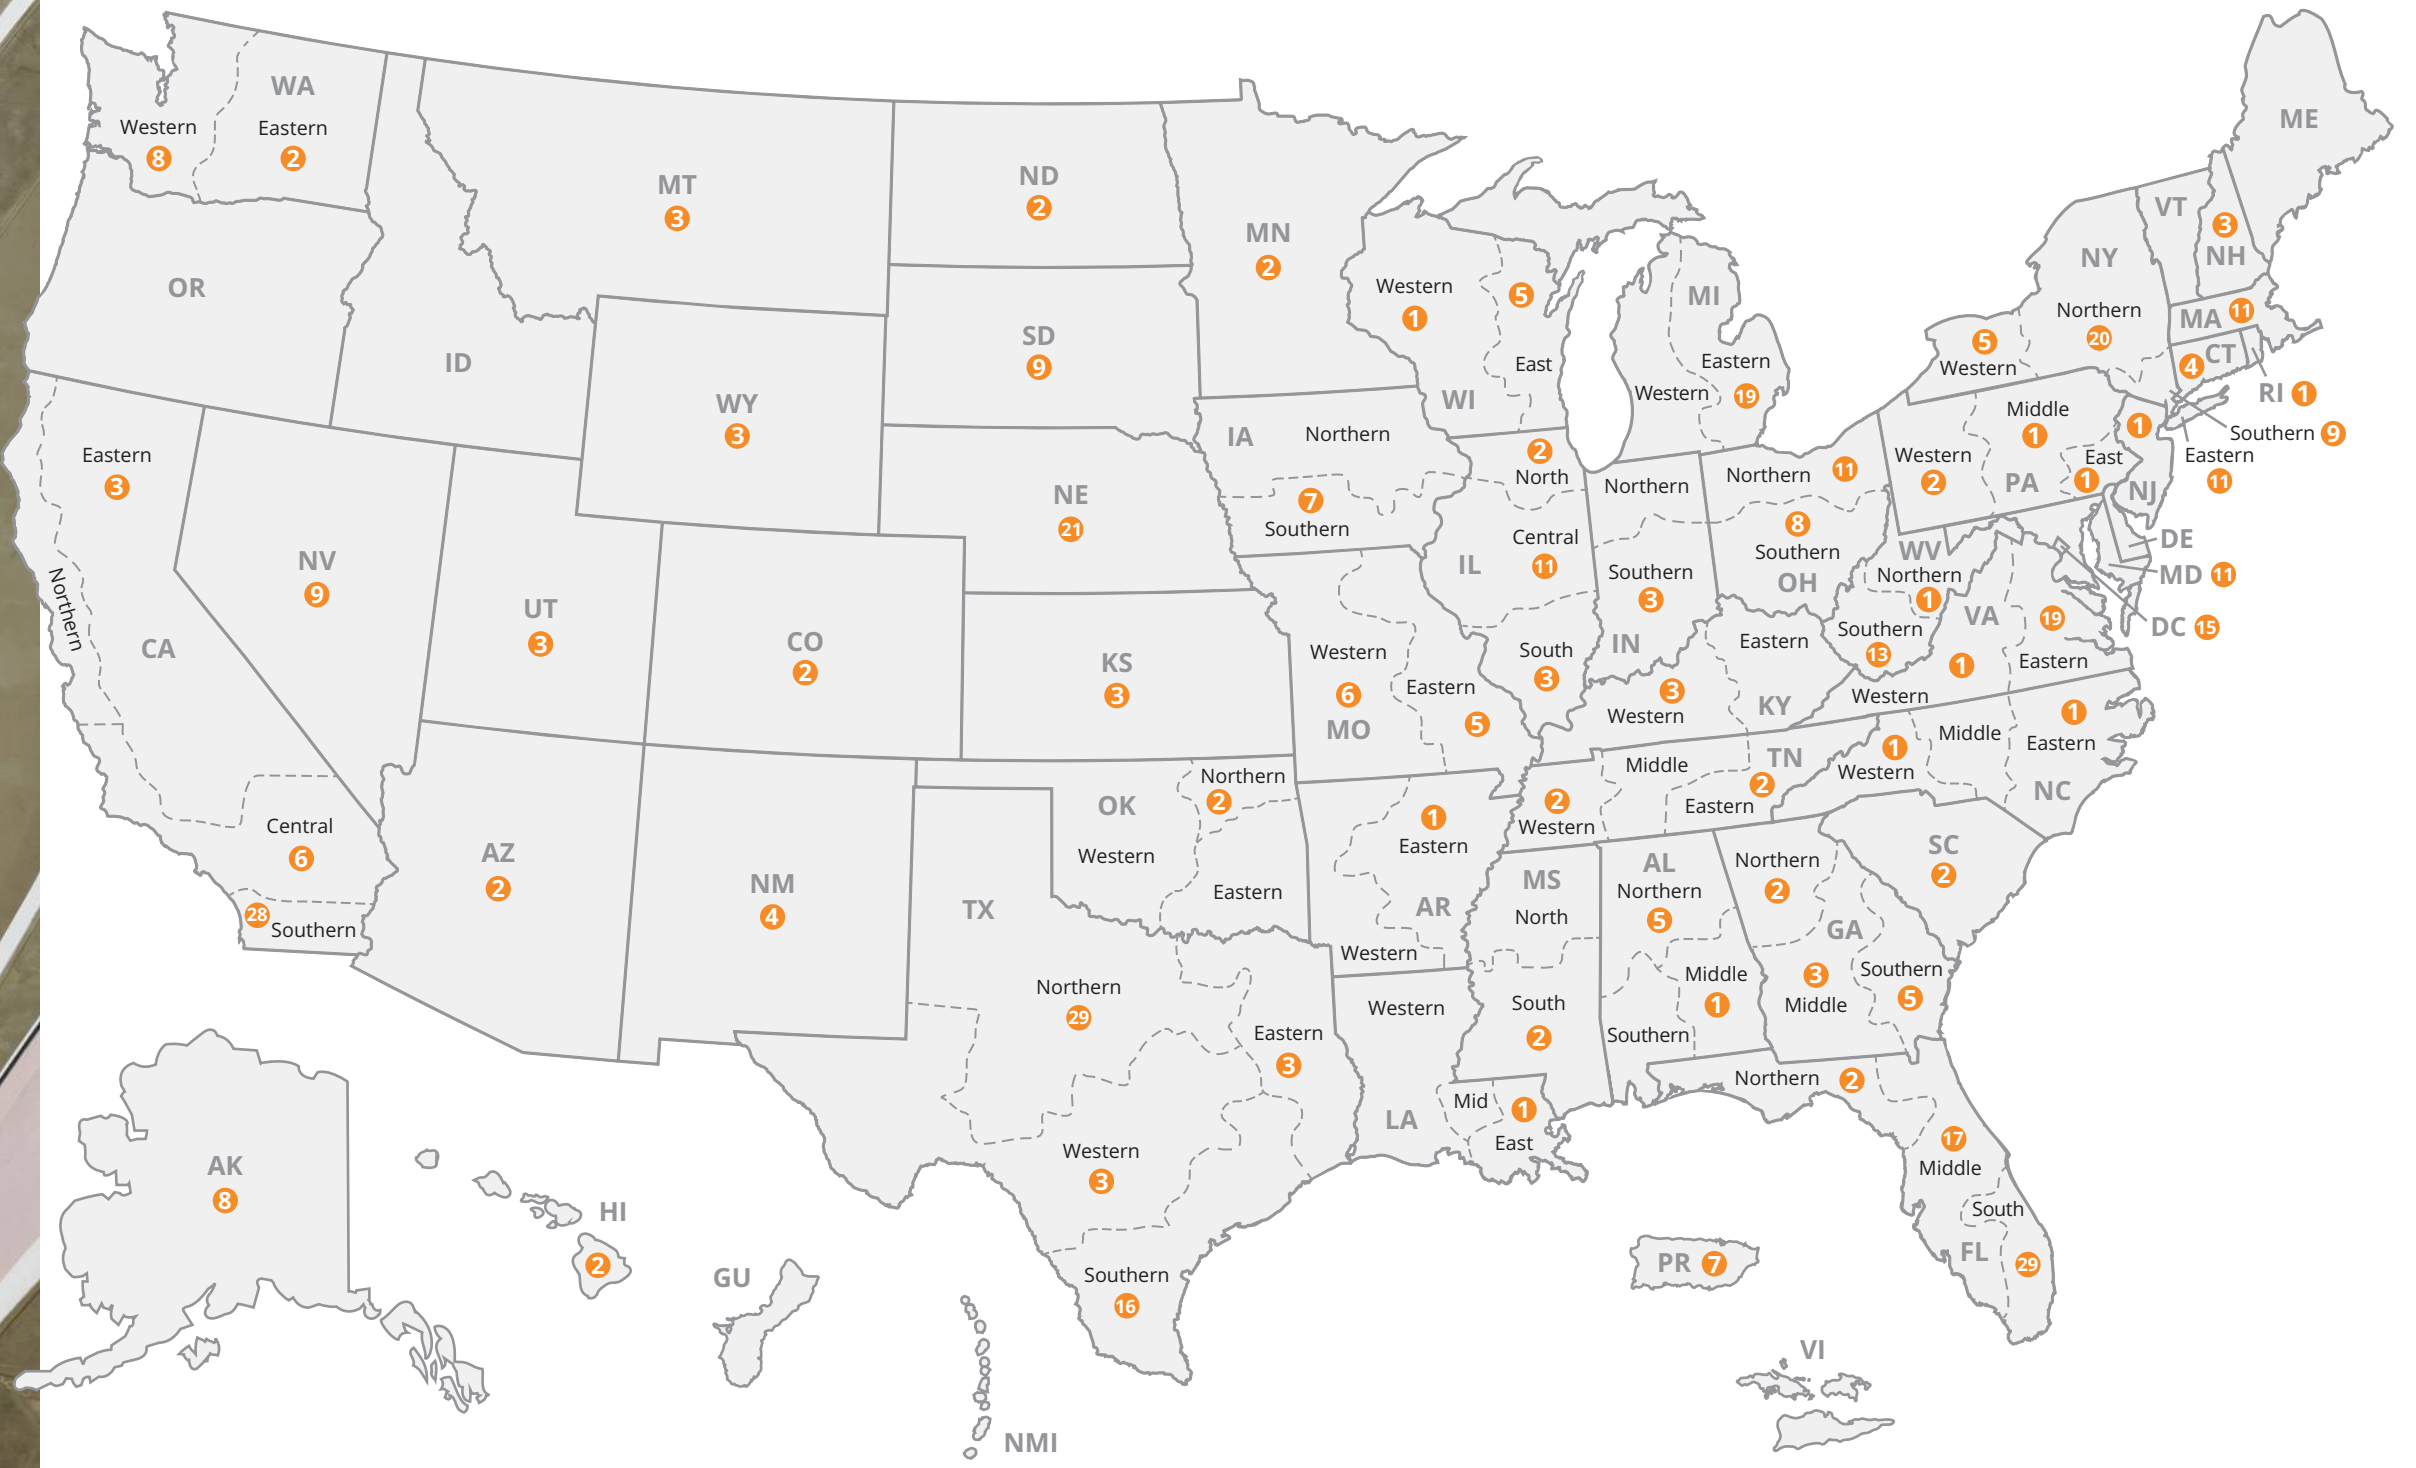 WA
Western
8
Eastern
2
OR
ID
MT
3
ND
2
SD
9
WY
3
NE
21
MN
2
Western
1
5
East
WI
MI
Eastern
19
Western
IA
Northern
7
Southern
2
North
Central
11
IL
South
3
Northern
Southern
3
IN
Northern
11
8
Southern
OH
ME
VT
3
NH
NY
Northern
20
5
Western
MA
11
4
CT
RI
1
Southern
9
Eastern
11
Middle
1
Western
2
PA
East
1
1
NJ
DE
MD
11
DC
15
WV
Northern
1
Southern
13
VA
19
Eastern
1
Western
Eastern
3
Northern
CA
Central
6
28
Southern
NV
9
UT
3
CO
2
KS
3
Western
6
MO
Eastern
5
Eastern
3
Western
KY
Middle
TN
2
Eastern
2
Western
1
Western
Middle
1
Eastern
NC
AZ
2
NM
4
OK
Northern
2
Western
Eastern
1
Eastern
AR
Western
MS
North
South
2
AL
Northern
5
Middle
1
Southern
Northern
2
GA
3
Middle
Southern
5
SC
2
TX
Northern
29
Eastern
3
Western
3
Southern
16
Western
LA
Mid
1
East
Northern
2
17
Middle
South
FL
29
AK
8
HI
2
GU
NMI
PR
7
VI